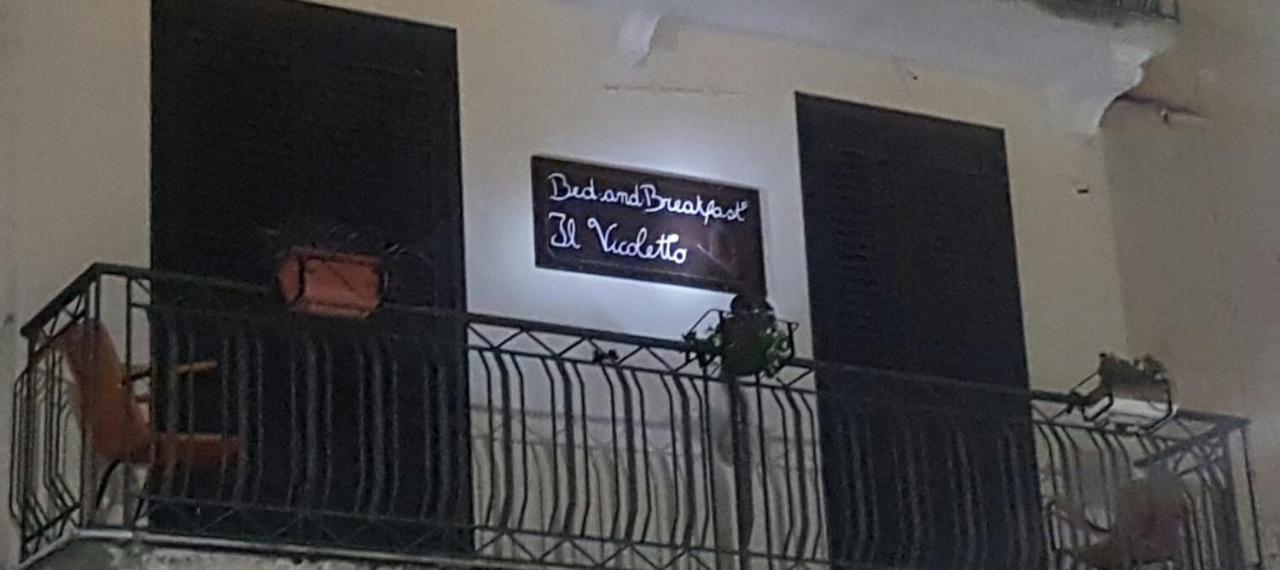 Bed and Breakfast
Il Vicoletto